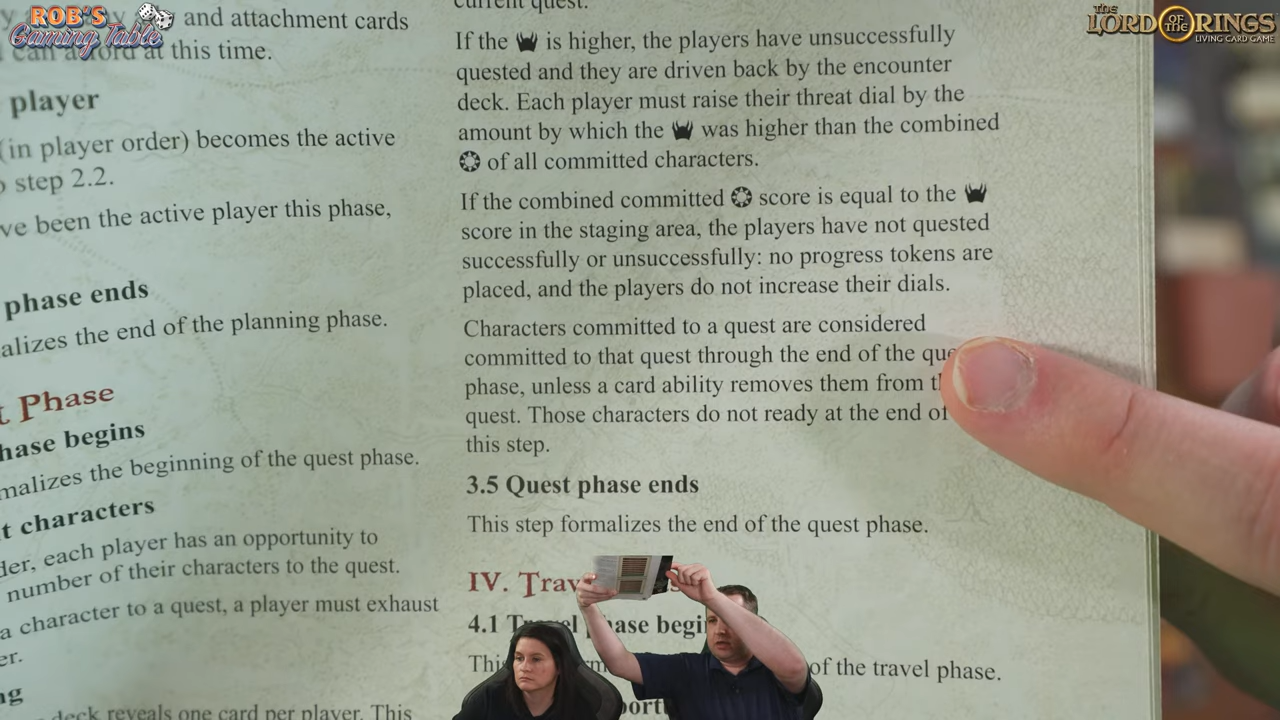 ROB'S
Gaming Table
THE
LORD OF THE RINGS
LIVING CARD GAME
and attachment cards
at this time.
player
(in player order) becomes the active
step 2.2.
been the active player this phase,
phase ends
the end of the planning phase.
Phase
begins
the beginning of the quest phase.
characters
each player has an opportunity to
number of their characters to the quest.
a character to a quest, a player must exhaust
deck reveals one card per player. This
current quest.
If the is higher, the players have unsuccessfully
quested and they are driven back by the encounter
deck. Each player must raise their threat dial by the
amount by which the was higher than the combined
of all committed characters.
If the combined committed score is equal to the
score in the staging area, the players have not quested
successfully or unsuccessfully: no progress tokens are
placed, and the players do not increase their dials.
Characters committed to a quest are considered
committed to that quest through the end of the
phase, unless a card ability removes them from
quest. Those characters do not ready at the end of
this step.
3.5 Quest phase ends
This step formalizes the end of the quest phase.
IV.
4.1
of the travel phase.